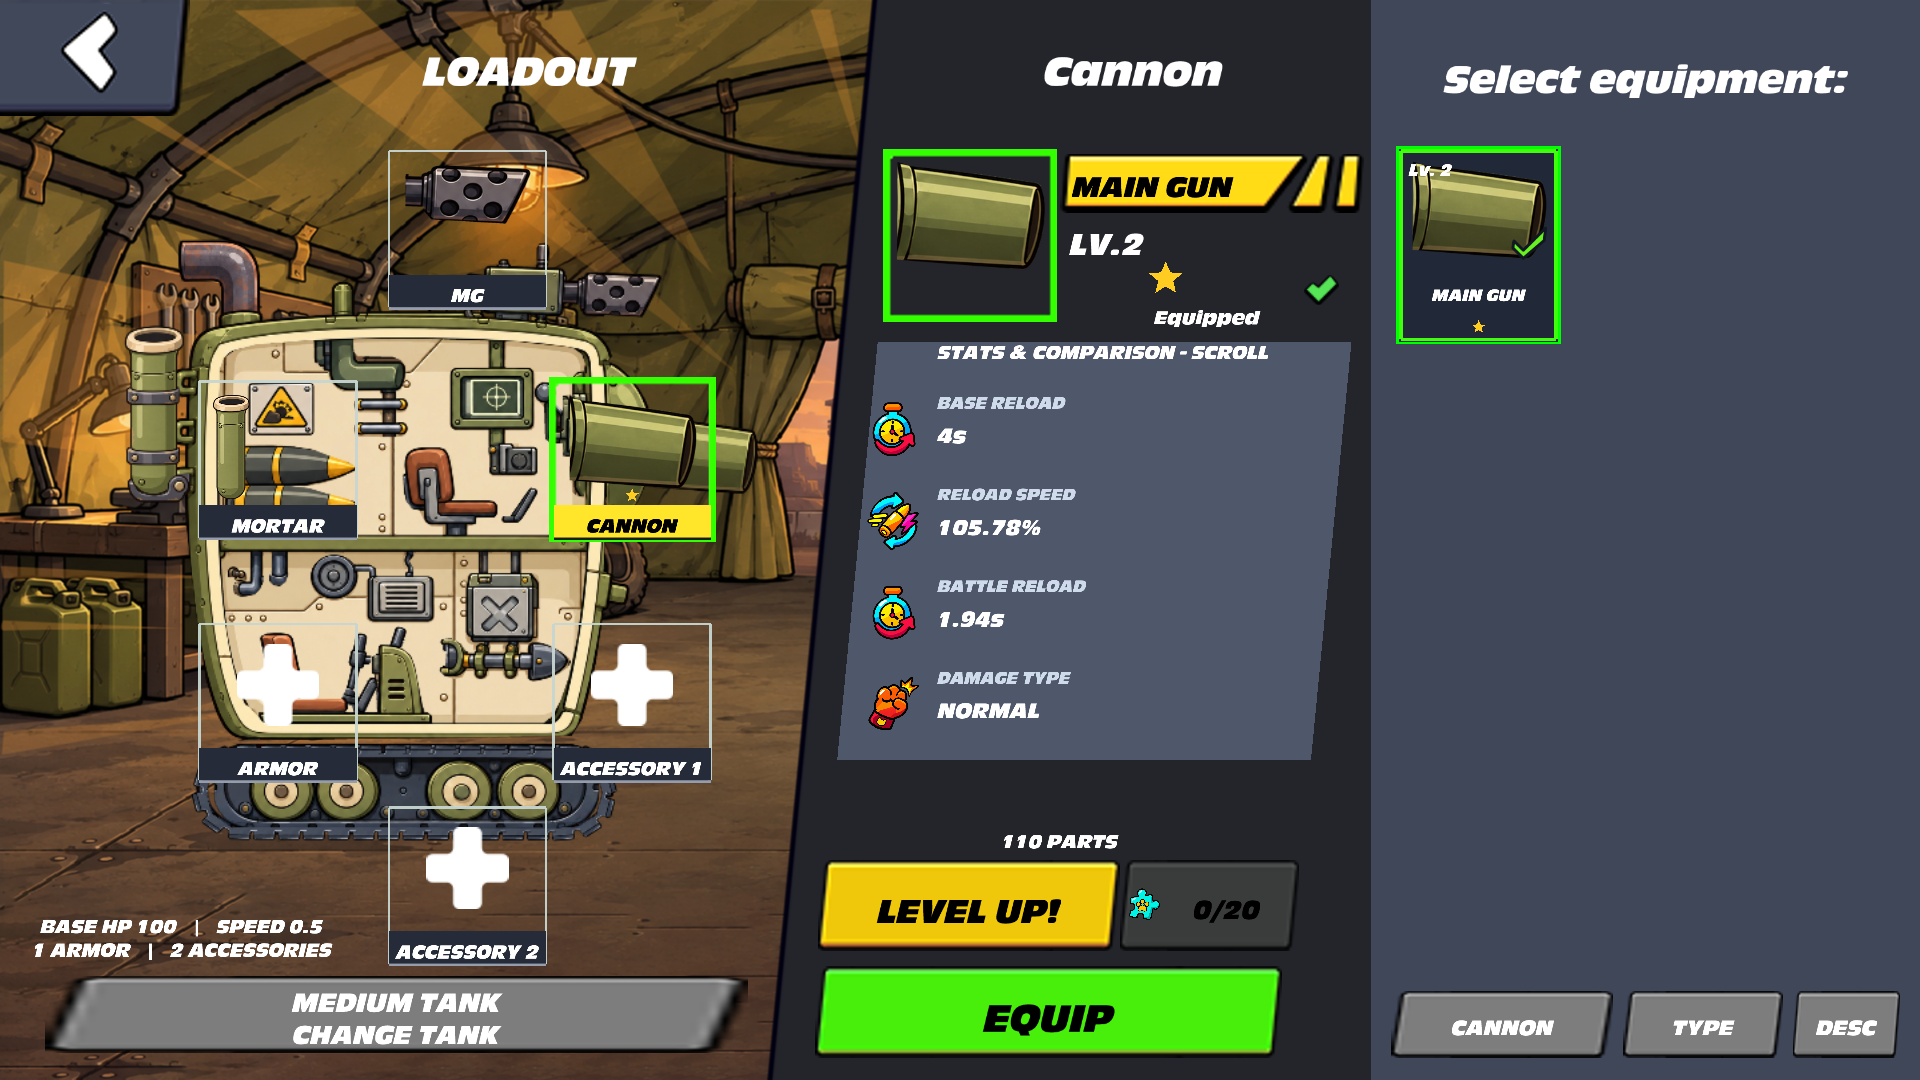 LOADOUT
MG
MORTAR
CANNON
ARMOR
ACCESSORY 1
ACCESSORY 2
BASE HP 100 | SPEED 0.5
1 ARMOR | 2 ACCESSORIES
MEDIUM TANK
CHANGE TANK
Cannon
MAIN GUN
LV.2
Equipped
STATS & COMPARISON - SCROLL
BASE RELOAD
4s
RELOAD SPEED
105.78%
BATTLE RELOAD
1.94s
DAMAGE TYPE
NORMAL
110 PARTS
LEVEL UP!
0/20
EQUIP
Select equipment:
Lv. 2
MAIN GUN
CANNON
TYPE
DESC